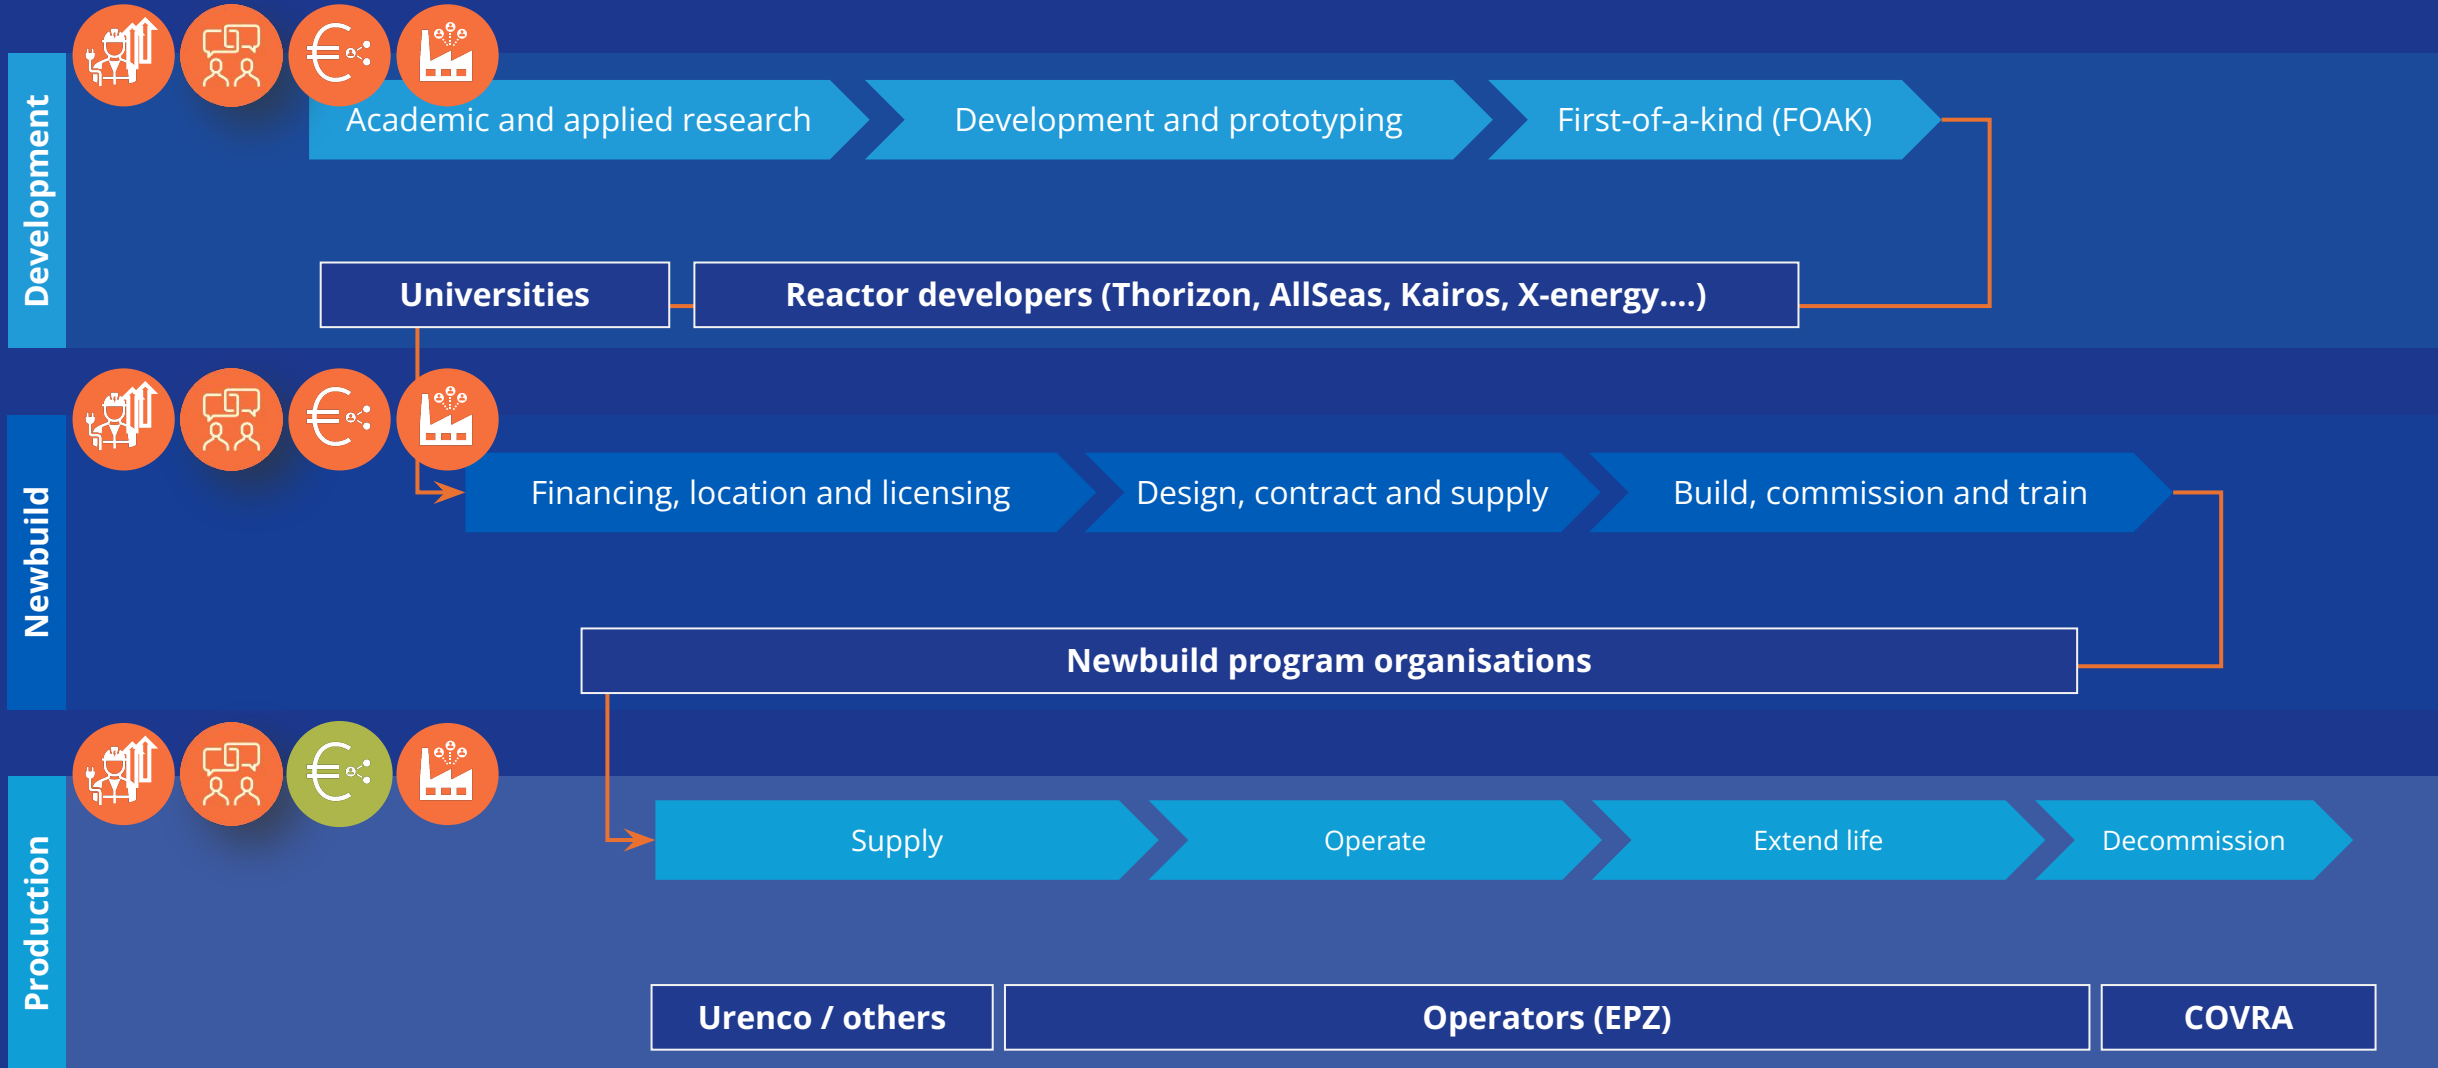 Development
Academic and applied research
Development and prototyping
First-of-a-kind (FOAK)
Universities
Reactor developers (Thorizon, AllSeas, Kairos, X-energy....)
Newbuild
Financing, location and licensing
Design, contract and supply
Build, commission and train
Newbuild program organisations
Production
Supply
Operate
Extend life
Decommission
Urenco / others
Operators (EPZ)
COVRA